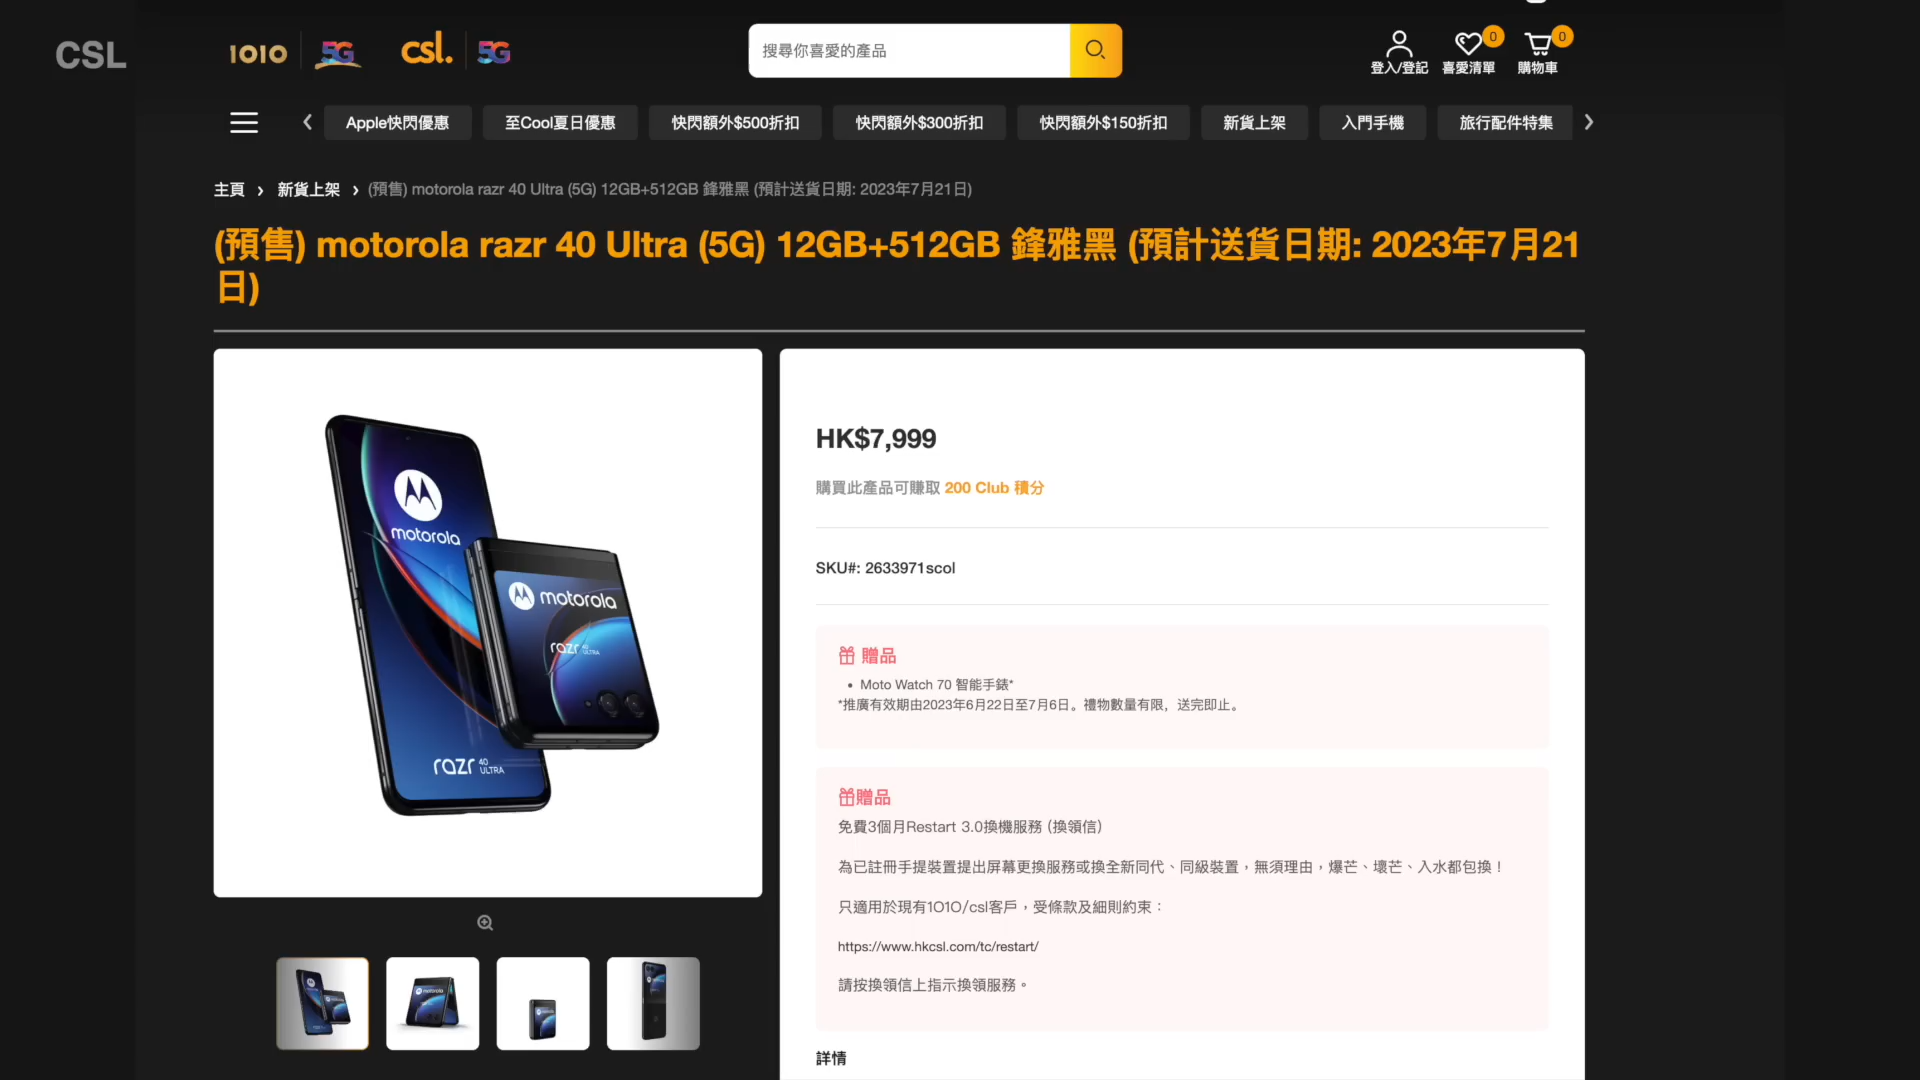 CSL
1O1O
5G
csl.
5G
搜尋你喜愛的產品
登入/登記
0
喜愛清單
0
購物車
Apple快閃優惠
至Cool夏日優惠
快閃額外$500折扣
快閃額外$300折扣
快閃額外$150折扣
新貨上架
入門手機
旅行配件特集
主頁 › 新貨上架 › (預售) motorola razr 40 Ultra (5G) 12GB+512GB 鋒雅黑 (預計送貨日期: 2023年7月21日)
(預售) motorola razr 40 Ultra (5G) 12GB+512GB 鋒雅黑 (預計送貨日期: 2023年7月21
日)
motorola
motorola
razr 40 ULTRA
razr 40 ULTRA
HK$7,999
購買此產品可賺取 200 Club 積分
SKU#: 2633971scol
贈品
• Moto Watch 70 智能手錶*
*推廣有效期由2023年6月22日至7月6日。禮物數量有限，送完即止。
贈品
免費3個月Restart 3.0換機服務 (換領信)
為已註冊手提裝置提出屏幕更換服務或換全新同代、同級裝置，無須理由，爆芒、壞芒、入水都包換！
只適用於現有1O1O/csl客戶，受條款及細則約束：
https://www.hkcsl.com/tc/restart/
請按換領信上指示換領服務。
詳情